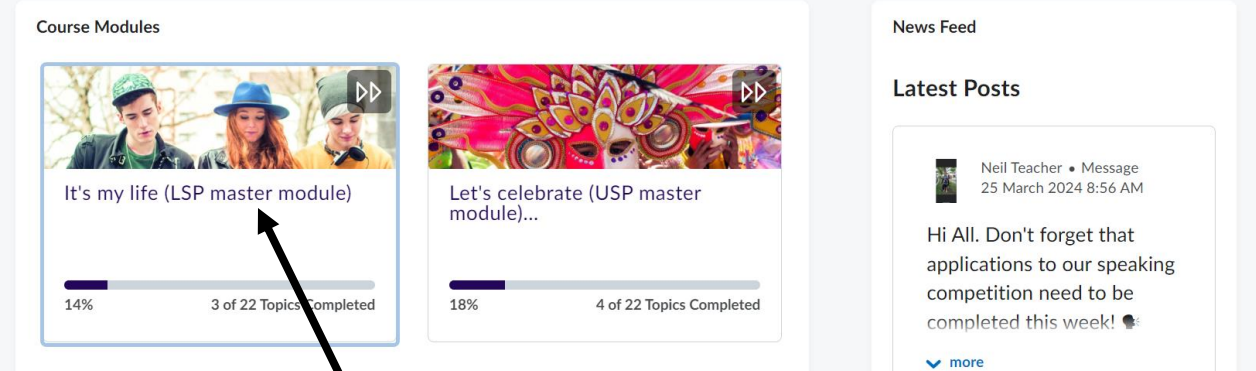 Course Modules
It's my life (LSP master module)
14%
3 of 22 Topics Completed
Let's celebrate (USP master
module)...
18%
4 of 22 Topics Completed
News Feed
Latest Posts
Neil Teacher • Message
25 March 2024 8:56 AM
Hi All. Don't forget that
applications to our speaking
competition need to be
completed this week! 🗣
more